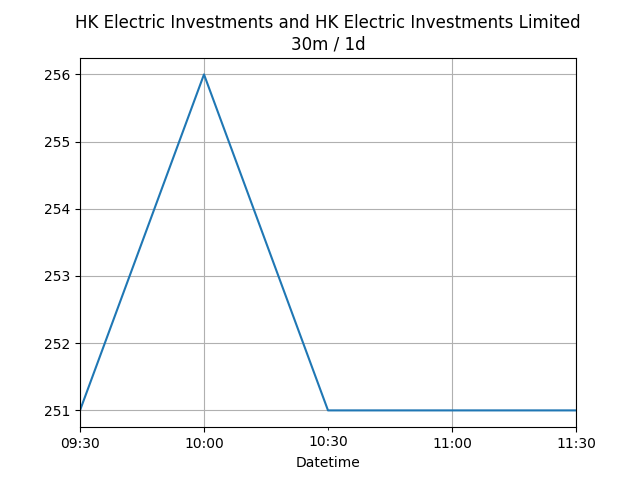 HK Electric Investments and HK Electric Investments Limited
30m / 1d
256
255
254
253
252
251
09:30 10:00 10:30 11:00 11:30
Datetime